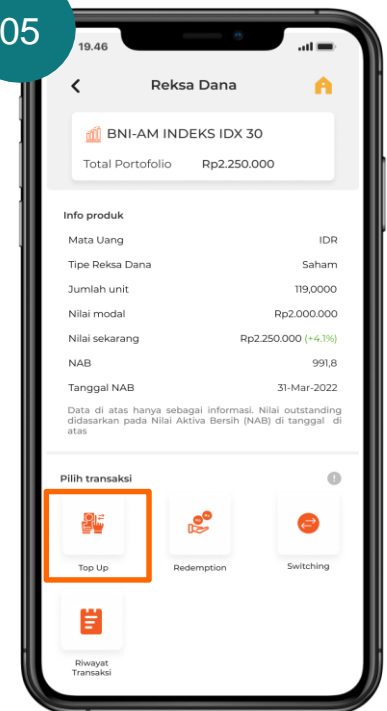 05
19.46
Reksa Dana
BNI-AM INDEKS IDX 30
Total Portofolio Rp2.250.000
Info produk
Mata Uang IDR
Tipe Reksa Dana Saham
Jumlah unit 119,0000
Nilai modal Rp2.000.000
Nilai sekarang Rp2.250.000 (+4.1%)
NAB 991,8
Tanggal NAB 31-Mar-2022
Data di atas hanya sebagai informasi. Nilai outstanding
didasarkan pada Nilai Aktiva Bersih (NAB) di tanggal di
atas
Pilih transaksi
Top Up Redemption Switching
Riwayat
Transaksi